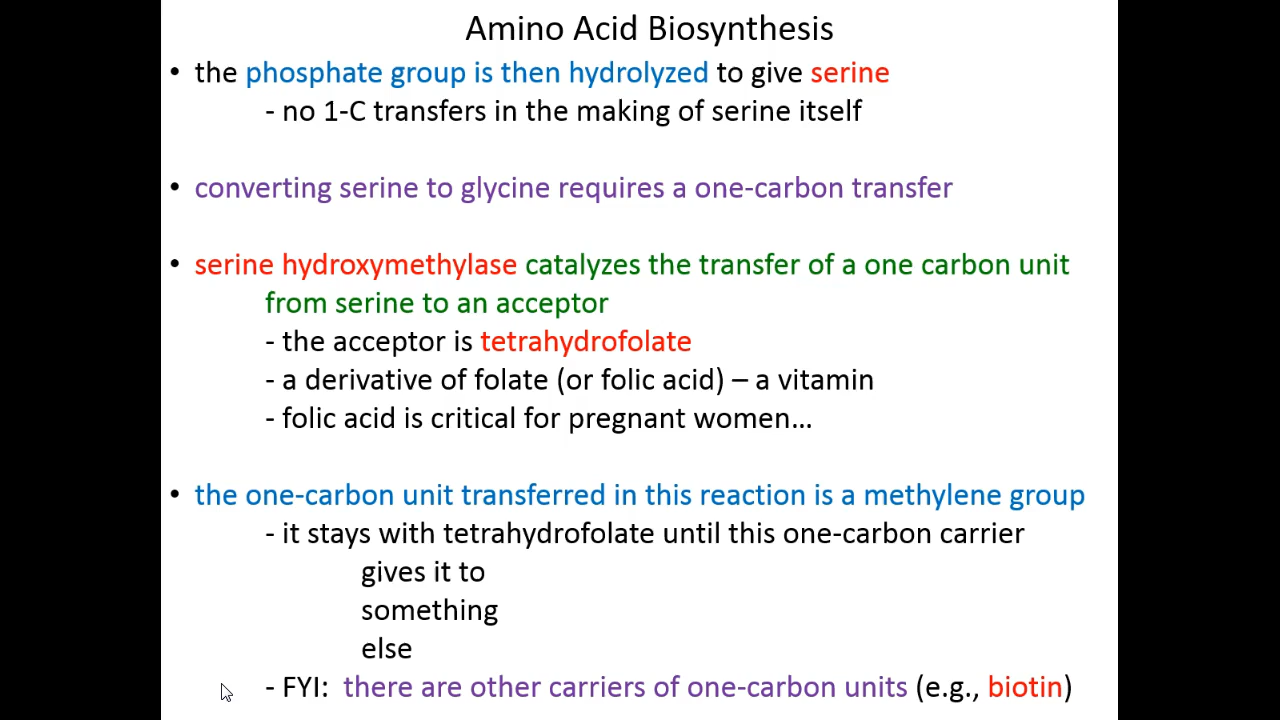 Amino Acid Biosynthesis
• the phosphate group is then hydrolyzed to give serine
- no 1-C transfers in the making of serine itself
• converting serine to glycine requires a one-carbon transfer
• serine hydroxymethylase catalyzes the transfer of a one carbon unit
from serine to an acceptor
- the acceptor is tetrahydrofolate
- a derivative of folate (or folic acid) – a vitamin
- folic acid is critical for pregnant women…
• the one-carbon unit transferred in this reaction is a methylene group
- it stays with tetrahydrofolate until this one-carbon carrier
gives it to
something
else
- FYI: there are other carriers of one-carbon units (e.g., biotin)